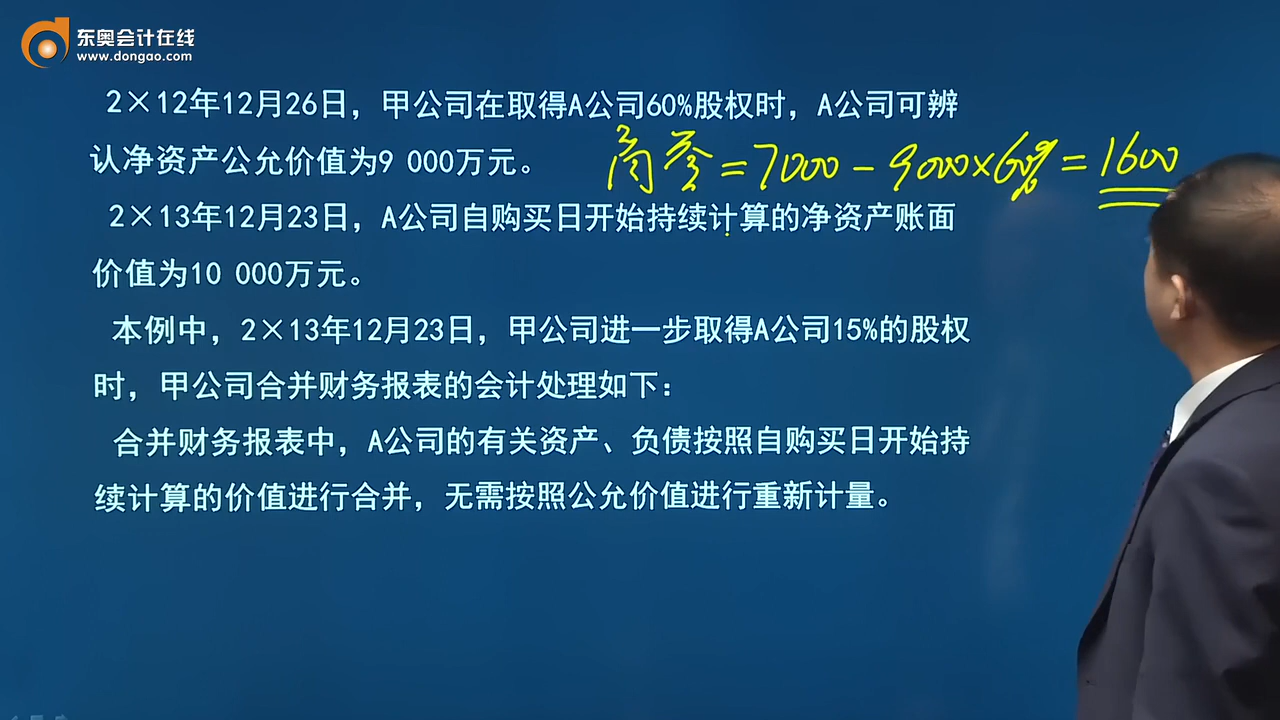 东奥会计在线
www.dongao.com
2×12年12月26日，甲公司在取得A公司60%股权时，A公司可辨
认净资产公允价值为9 000万元。
商誉=7000-9000×60%=1600
2×13年12月23日，A公司自购买日开始持续计算的净资产账面
价值为10 000万元。
本例中，2×13年12月23日，甲公司进一步取得A公司15%的股权
时，甲公司合并财务报表的会计处理如下：
合并财务报表中，A公司的有关资产、负债按照自购买日开始持
续计算的价值进行合并，无需按照公允价值进行重新计量。